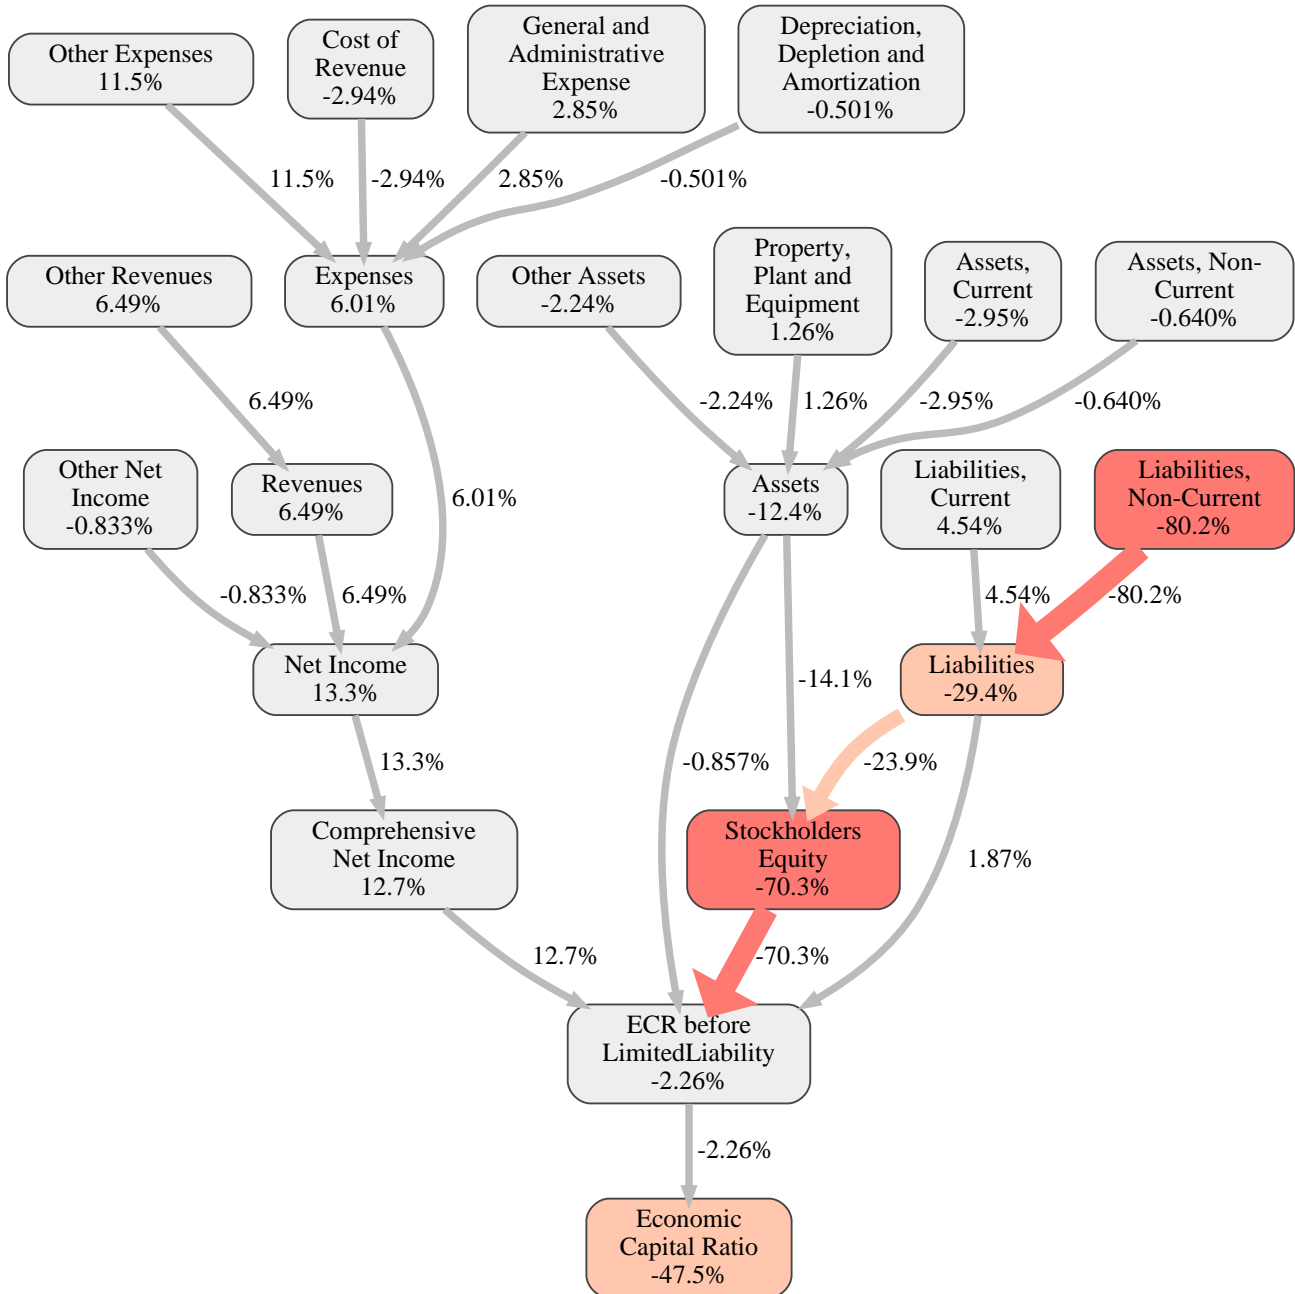 Other Expenses
11.5%
Cost of
Revenue
-2.94%
General and
Administrative
Expense
2.85%
Depreciation,
Depletion and
Amortization
-0.501%
11.5%
-2.94%
2.85%
-0.501%
Other Revenues
6.49%
Expenses
6.01%
Other Assets
-2.24%
Property,
Plant and
Equipment
1.26%
Assets,
Current
-2.95%
Assets, Non-
Current
-0.640%
6.49%
-2.24%
1.26%
-2.95%
-0.640%
Other Net
Income
-0.833%
Revenues
6.49%
6.01%
Assets
-12.4%
Liabilities,
Current
4.54%
Liabilities,
Non-Current
-80.2%
-0.833%
6.49%
4.54%
-80.2%
Net Income
13.3%
-14.1%
Liabilities
-29.4%
13.3%
-0.857%
-23.9%
Comprehensive
Net Income
12.7%
Stockholders
Equity
-70.3%
1.87%
12.7%
-70.3%
ECR before
LimitedLiability
-2.26%
-2.26%
Economic
Capital Ratio
-47.5%